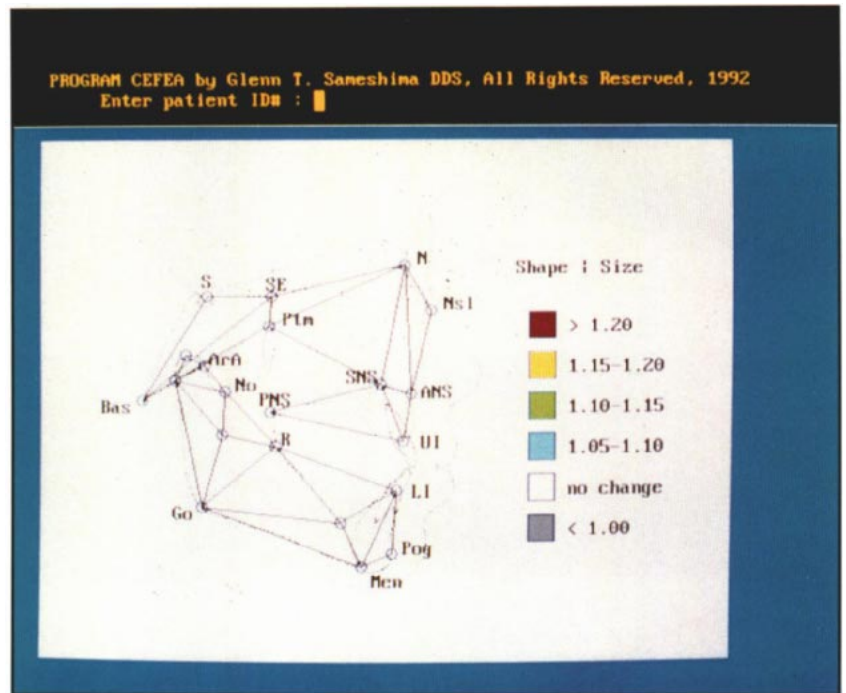 PROGRAM CEFEA by Glenn T. Sameshima DDS, All Rights Reserved, 1992
Enter patient ID# :
N
S
SE
Shape | Size
Nsl
Ptm
> 1.20
ArA
SNS
1.15-1.20
No
ANS
Bas
PNS
1.10-1.15
R
UI
1.05-1.10
LI
no change
Go
< 1.00
Pog
Men